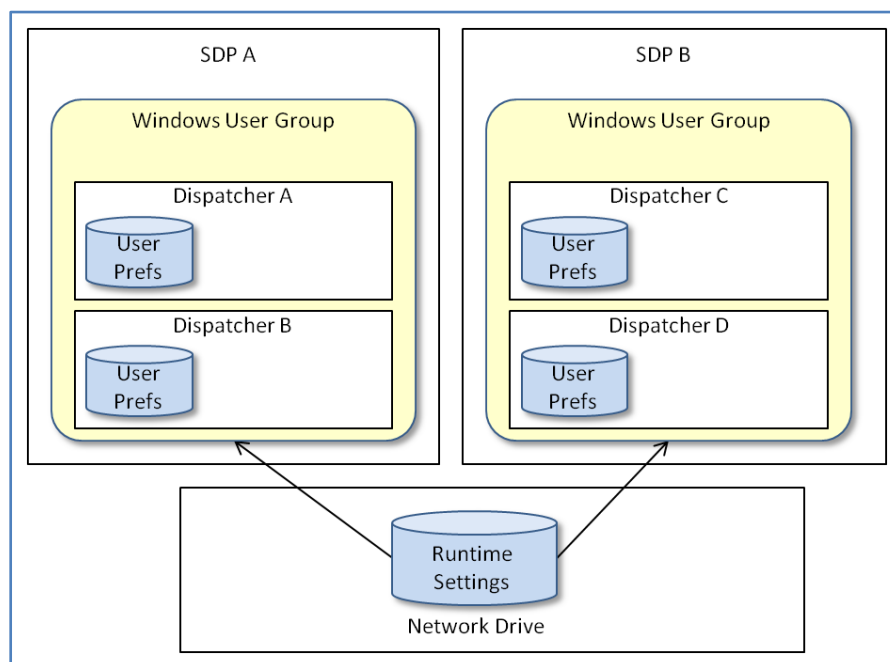 SDP A
Windows User Group
Dispatcher A
User
Prefs
Dispatcher B
User
Prefs
SDP B
Windows User Group
Dispatcher C
User
Prefs
Dispatcher D
User
Prefs
Runtime
Settings
Network Drive